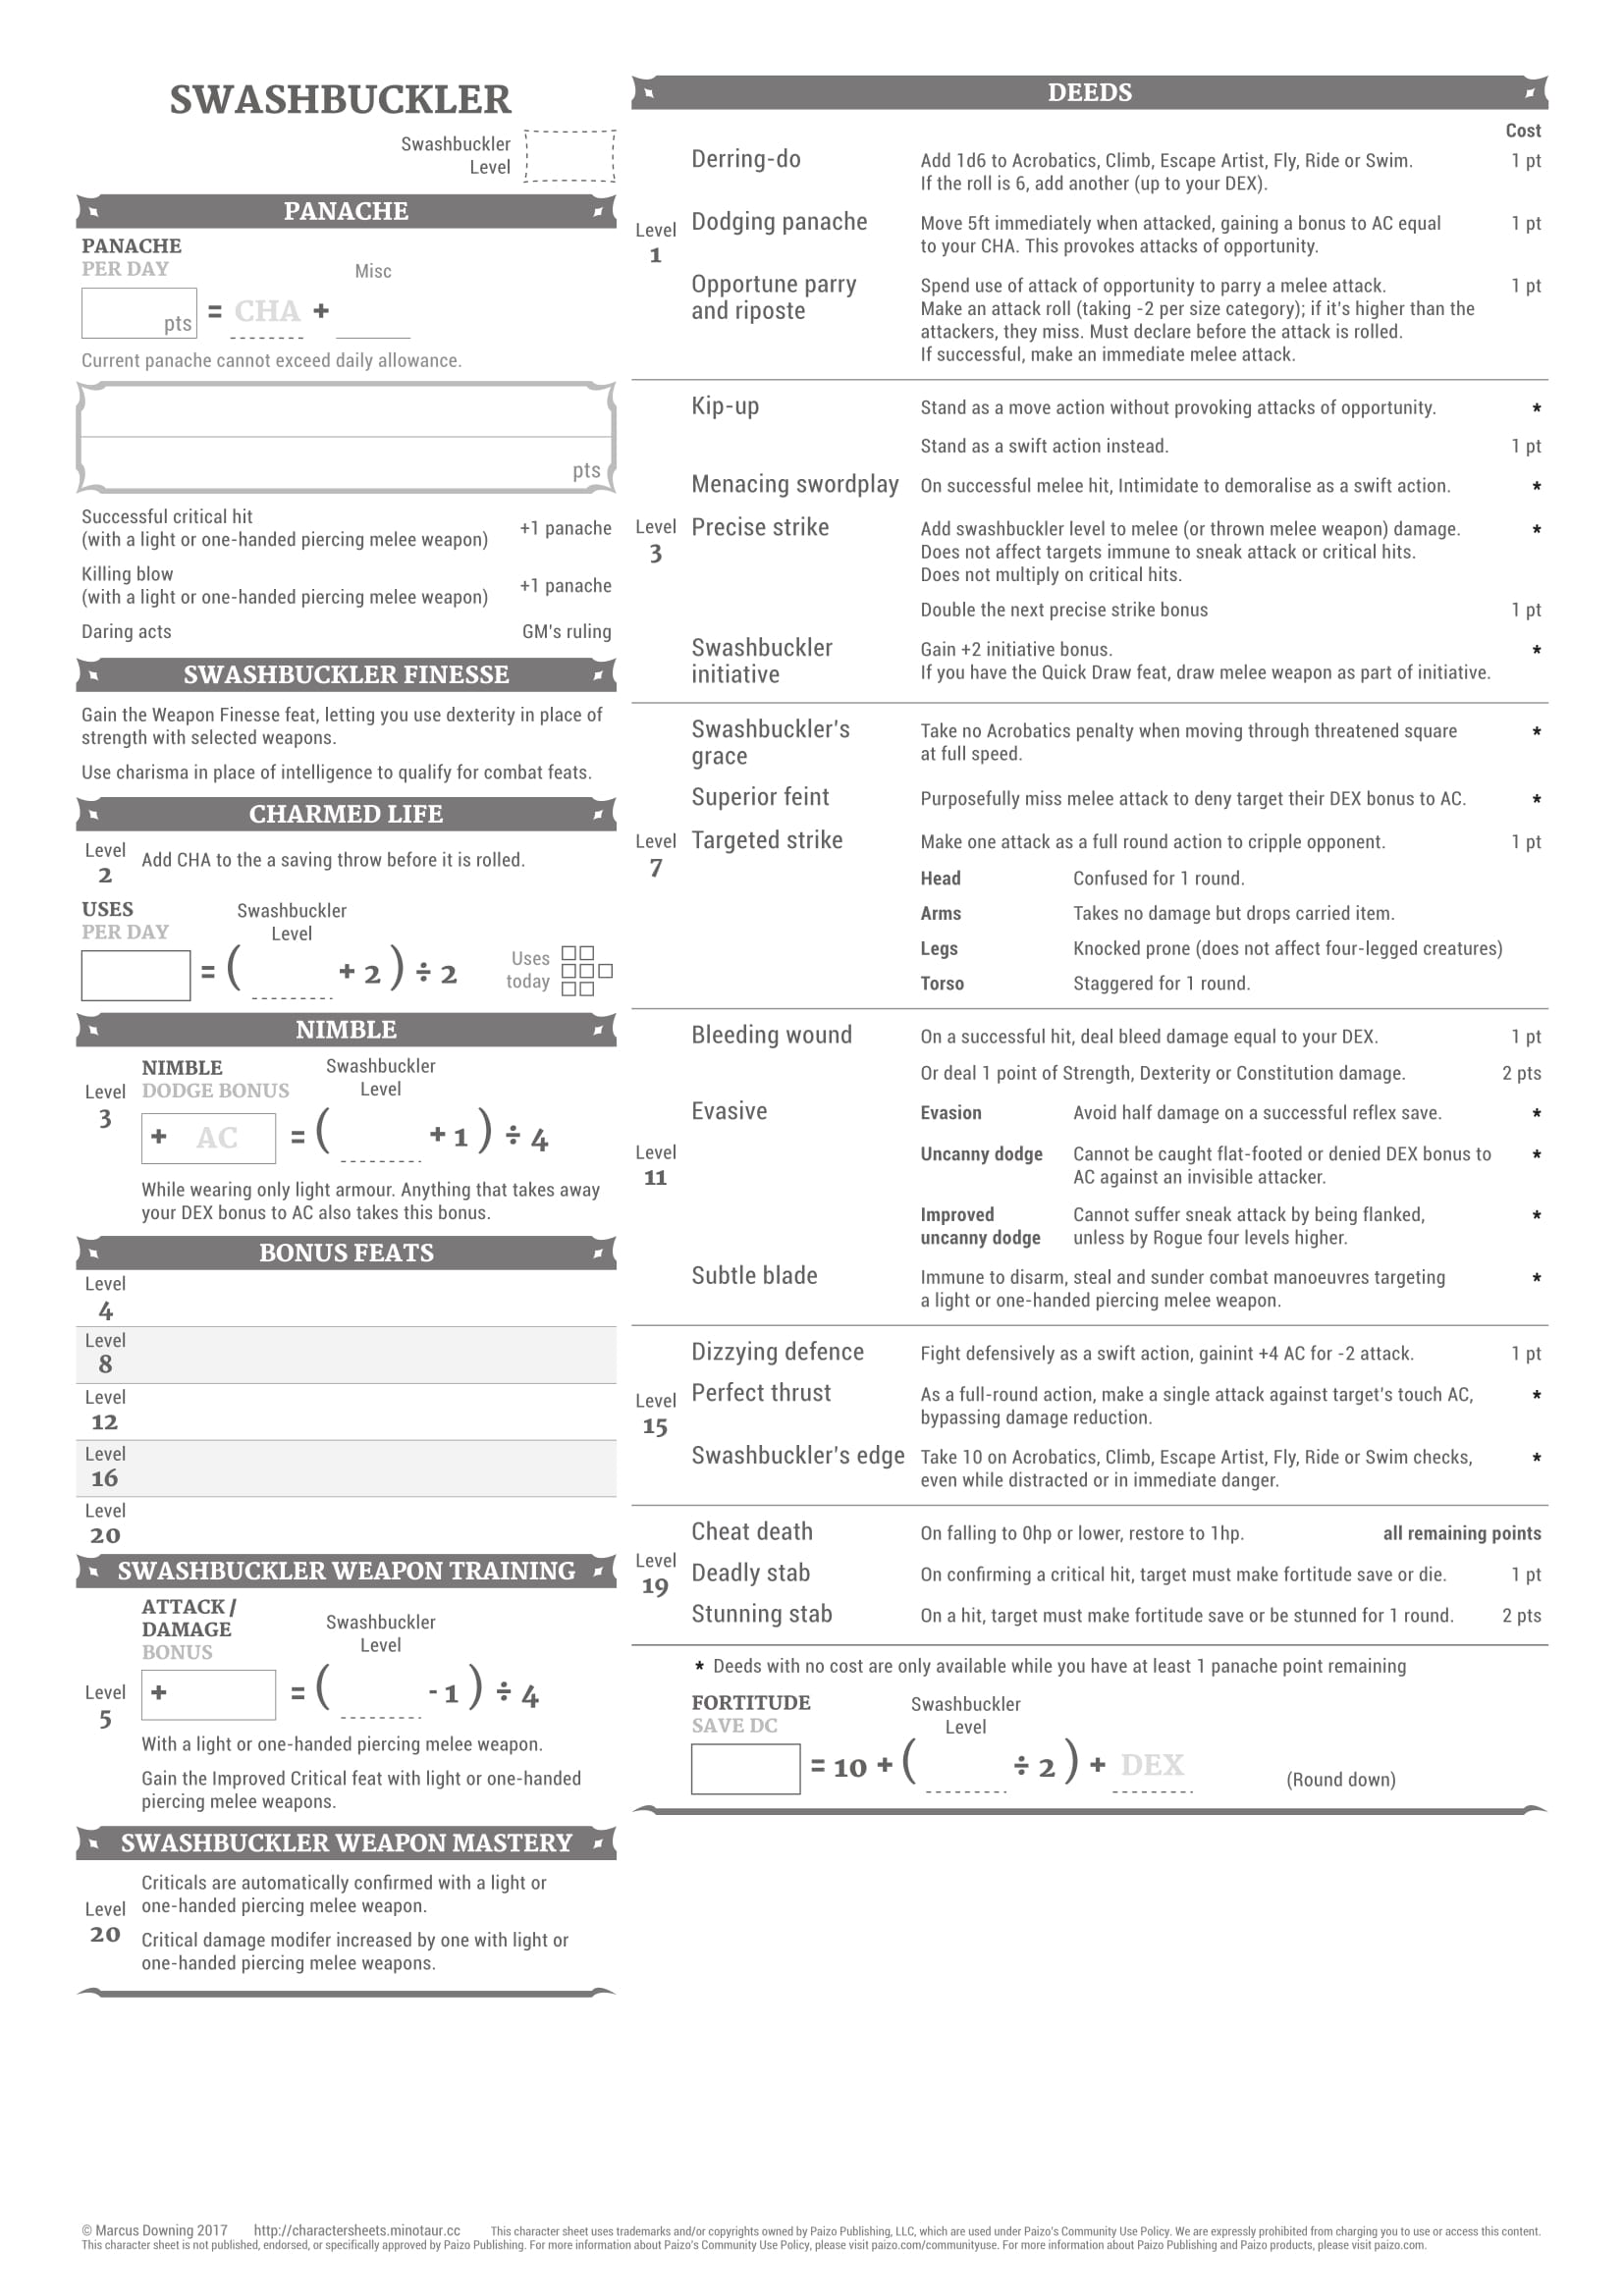 SWASHBUCKLER
Swashbuckler
Level
PANACHE
PANACHE
PER DAY
Misc
pts = CHA +
Current panache cannot exceed daily allowance.
pts
Successful critical hit
(with a light or one-handed piercing melee weapon) +1 panache
Killing blow
(with a light or one-handed piercing melee weapon) +1 panache
Daring acts GM's ruling
SWASHBUCKLER FINESSE
Gain the Weapon Finesse feat, letting you use dexterity in place of
strength with selected weapons.
Use charisma in place of intelligence to qualify for combat feats.
CHARMED LIFE
Level
2
Add CHA to the a saving throw before it is rolled.
USES
PER DAY
Swashbuckler
Level
= ( + 2 ) ÷ 2
Uses
today
NIMBLE
Level
3
NIMBLE
DODGE BONUS
Swashbuckler
Level
+ AC = ( + 1 ) ÷ 4
While wearing only light armour. Anything that takes away
your DEX bonus to AC also takes this bonus.
BONUS FEATS
Level
4
Level
8
Level
12
Level
16
Level
20
SWASHBUCKLER WEAPON TRAINING
ATTACK /
DAMAGE
BONUS
Swashbuckler
Level
Level
5
+ = ( - 1 ) ÷ 4
With a light or one-handed piercing melee weapon.
Gain the Improved Critical feat with light or one-handed
piercing melee weapons.
SWASHBUCKLER WEAPON MASTERY
Level
20
Criticals are automatically confirmed with a light or
one-handed piercing melee weapon.
Critical damage modifer increased by one with light or
one-handed piercing melee weapons.
DEEDS
Cost
Level
1
Derring-do Add 1d6 to Acrobatics, Climb, Escape Artist, Fly, Ride or Swim. 1 pt
If the roll is 6, add another (up to your DEX).
Dodging panache Move 5ft immediately when attacked, gaining a bonus to AC equal 1 pt
to your CHA. This provokes attacks of opportunity.
Opportune parry Spend use of attack of opportunity to parry a melee attack. 1 pt
and riposte Make an attack roll (taking -2 per size category); if it's higher than the
attackers, they miss. Must declare before the attack is rolled.
If successful, make an immediate melee attack.
Level
3
Kip-up Stand as a move action without provoking attacks of opportunity. *
Stand as a swift action instead. 1 pt
Menacing swordplay On successful melee hit, Intimidate to demoralise as a swift action. *
Precise strike Add swashbuckler level to melee (or thrown melee weapon) damage. *
Does not affect targets immune to sneak attack or critical hits.
Does not multiply on critical hits.
Double the next precise strike bonus 1 pt
Swashbuckler Gain +2 initiative bonus. *
initiative If you have the Quick Draw feat, draw melee weapon as part of initiative.
Level
7
Swashbuckler's Take no Acrobatics penalty when moving through threatened square *
grace at full speed.
Superior feint Purposefully miss melee attack to deny target their DEX bonus to AC. *
Targeted strike Make one attack as a full round action to cripple opponent. 1 pt
Head Confused for 1 round.
Arms Takes no damage but drops carried item.
Legs Knocked prone (does not affect four-legged creatures)
Torso Staggered for 1 round.
Level
11
Bleeding wound On a successful hit, deal bleed damage equal to your DEX. 1 pt
Or deal 1 point of Strength, Dexterity or Constitution damage. 2 pts
Evasive Evasion Avoid half damage on a successful reflex save. *
Uncanny dodge Cannot be caught flat-footed or denied DEX bonus to *
AC against an invisible attacker.
Improved Cannot suffer sneak attack by being flanked, *
uncanny dodge unless by Rogue four levels higher.
Subtle blade Immune to disarm, steal and sunder combat manoeuvres targeting *
a light or one-handed piercing melee weapon.
Level
15
Dizzying defence Fight defensively as a swift action, gainint +4 AC for -2 attack. 1 pt
Perfect thrust As a full-round action, make a single attack against target's touch AC, *
bypassing damage reduction.
Swashbuckler's edge Take 10 on Acrobatics, Climb, Escape Artist, Fly, Ride or Swim checks, *
even while distracted or in immediate danger.
Level
19
Cheat death On falling to 0hp or lower, restore to 1hp. all remaining points
Deadly stab On confirming a critical hit, target must make fortitude save or die. 1 pt
Stunning stab On a hit, target must make fortitude save or be stunned for 1 round. 2 pts
* Deeds with no cost are only available while you have at least 1 panache point remaining
FORTITUDE
SAVE DC
Swashbuckler
Level
= 10 + ( ÷ 2 ) + DEX
(Round down)
© Marcus Downing 2017 http://charactersheets.minotaur.cc This character sheet uses trademarks and/or copyrights owned by Paizo Publishing, LLC, which are used under Paizo's Community Use Policy. We are expressly prohibited from charging you to use or access this content.
This character sheet is not published, endorsed, or specifically approved by Paizo Publishing. For more information about Paizo's Community Use Policy, please visit paizo.com/communityuse. For more information about Paizo Publishing and Paizo products, please visit paizo.com.